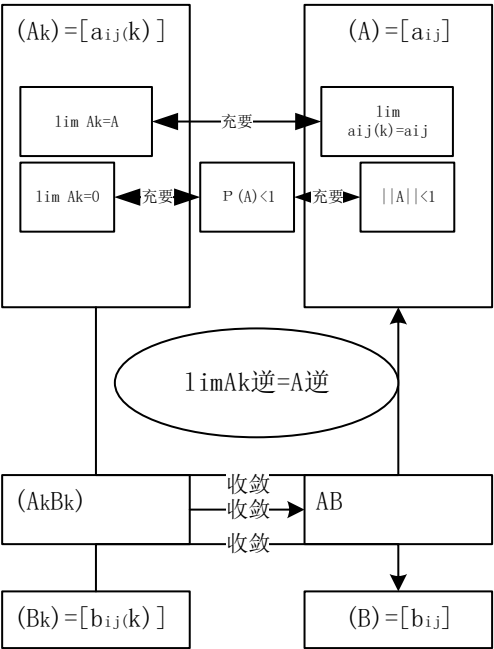 (Ak)=[aij(k)]
(A)=[aij]
lim Ak=A
充要
lim
aij(k)=aij
lim Ak=0
充要
P(A)<1
充要
||A||<1
limAk逆=A逆
(AkBk)
收敛
收敛
收敛
AB
(Bk)=[bij(k)]
(B)=[bij]